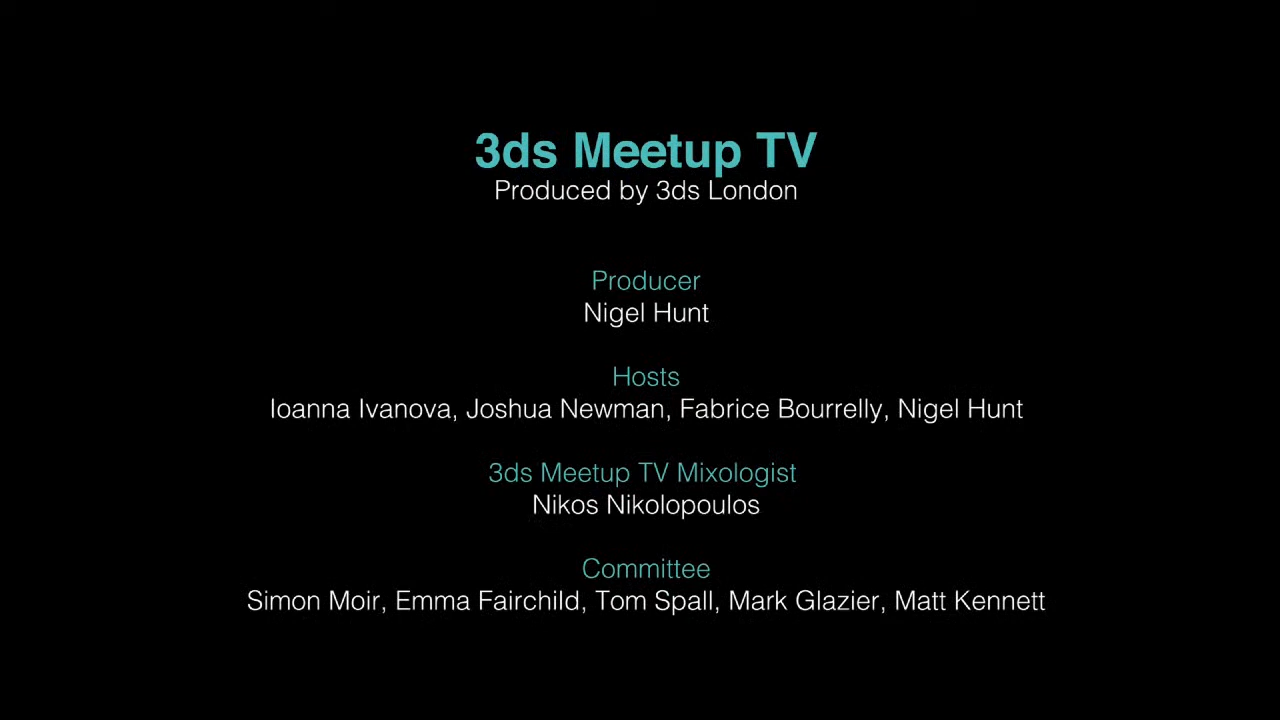 3ds Meetup TV
Produced by 3ds London
Producer
Nigel Hunt
Hosts
Ioanna Ivanova, Joshua Newman, Fabrice Bourrelly, Nigel Hunt
3ds Meetup TV Mixologist
Nikos Nikolopoulos
Committee
Simon Moir, Emma Fairchild, Tom Spall, Mark Glazier, Matt Kennett